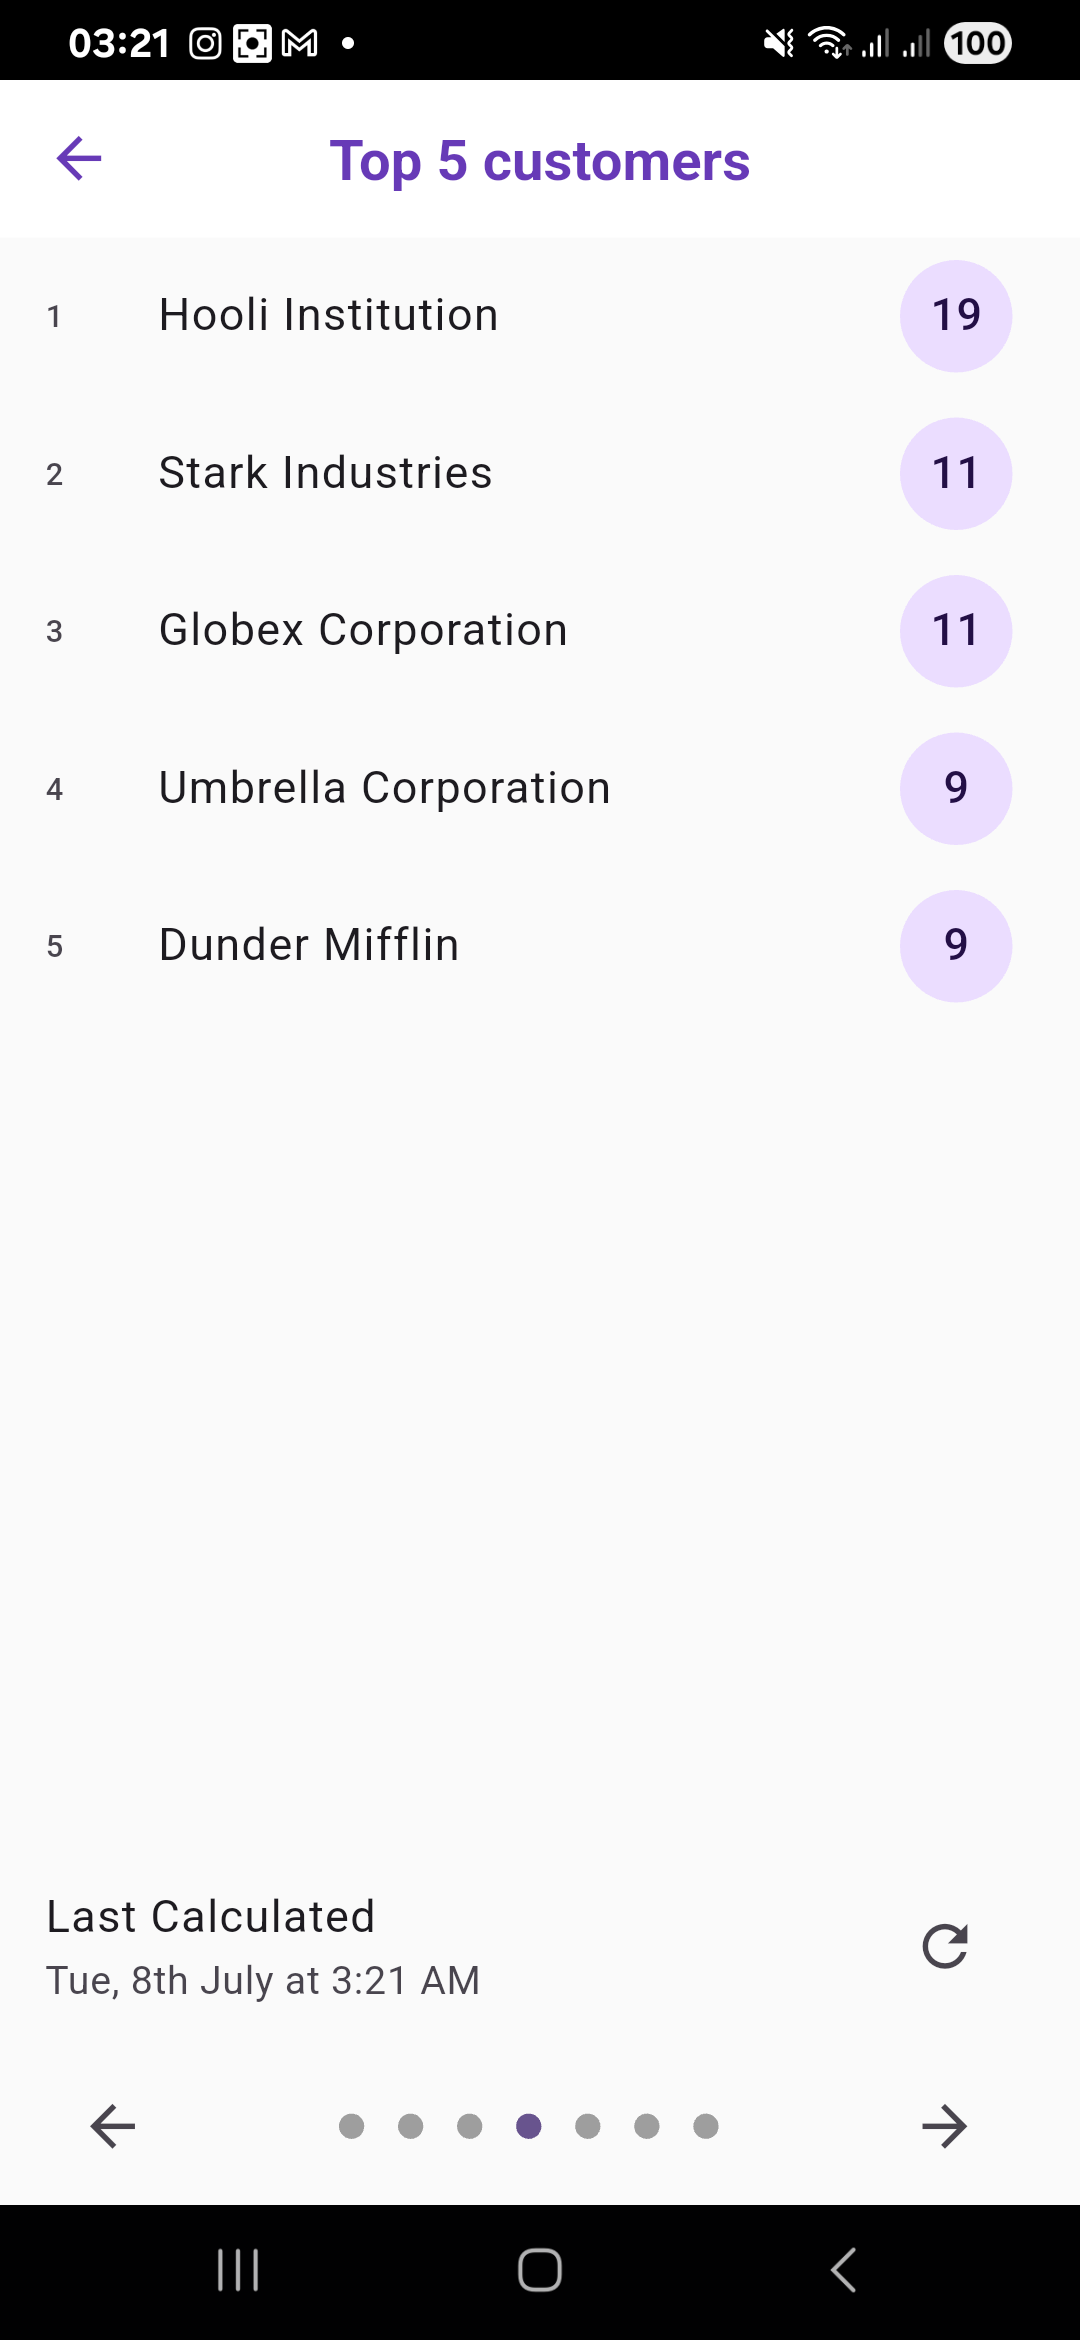 03:21
100
Top 5 customers
1 Hooli Institution 19
2 Stark Industries 11
3 Globex Corporation 11
4 Umbrella Corporation 9
5 Dunder Mifflin 9
Last Calculated
Tue, 8th July at 3:21 AM